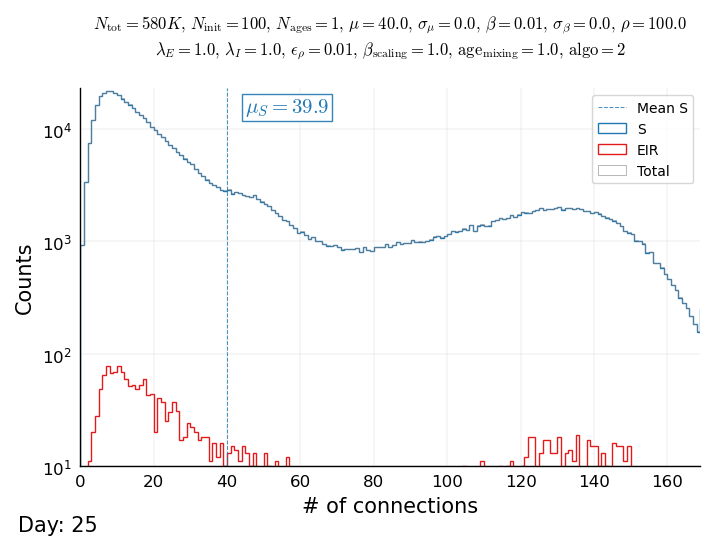 N_tot = 580K, N_init = 100, N_ages = 1, μ = 40.0, σ_μ = 0.0, β = 0.01, σ_β = 0.0, ρ = 100.0
λ_E = 1.0, λ_I = 1.0, ϵ_ρ = 0.01, β_scaling = 1.0, age_mixing = 1.0, algo = 2
μ_S = 39.9
Mean S
S
EIR
Total
10^4
10^3
10^2
10^1
Counts
0 20 40 60 80 100 120 140 160
# of connections
Day: 25